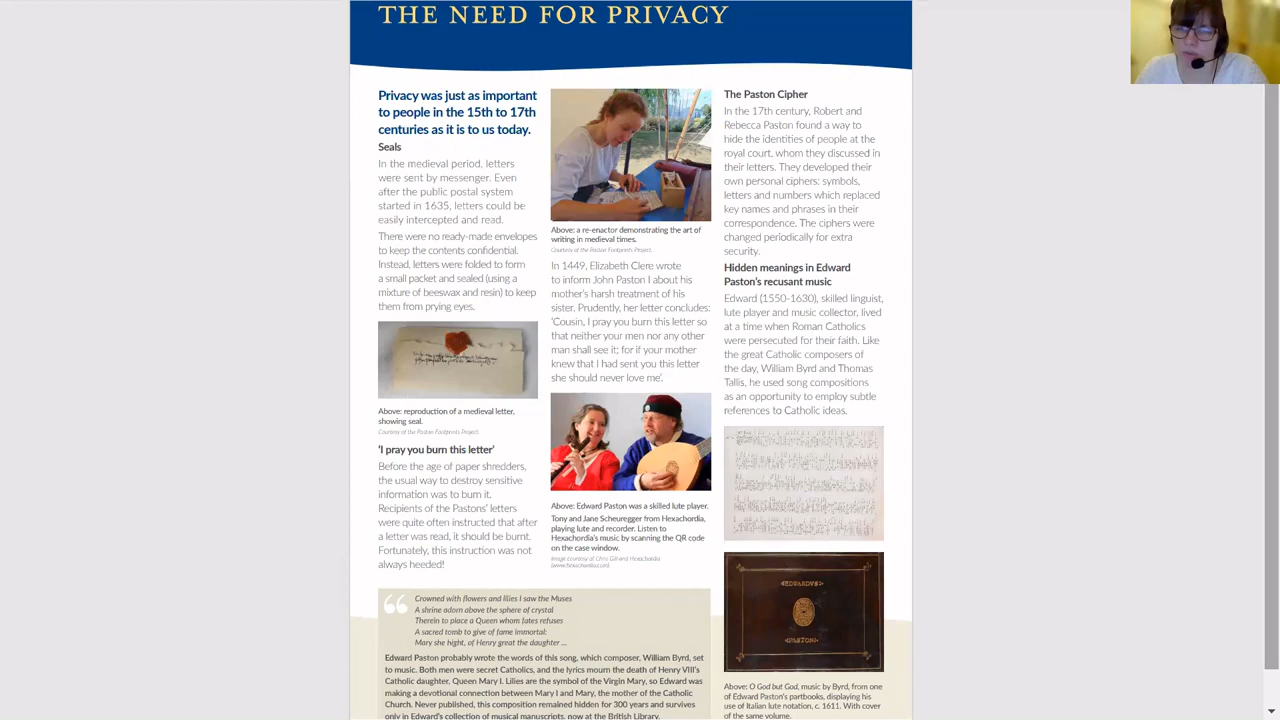 THE NEED FOR PRIVACY
Privacy was just as important
to people in the 15th to 17th
centuries as it is to us today.
Seals
In the medieval period, letters
were sent by messenger. Even
after the public postal system
started in 1635, letters could be
easily intercepted and read.
There were no ready-made envelopes
to keep the contents confidential.
Instead, letters were folded to form
a small packet and sealed (using a
mixture of beeswax and resin) to keep
them from prying eyes.
Above: reproduction of a medieval letter,
showing seal.
Courtesy of the Paston Footprints Project.
'I pray you burn this letter'
Before the age of paper shredders,
the usual way to destroy sensitive
information was to burn it.
Recipients of the Pastons' letters
were quite often instructed that after
a letter was read, it should be burnt.
Fortunately, this instruction was not
always heeded!
Above: a re-enactor demonstrating the art of
writing in medieval times.
Courtesy of the Paston Footprints Project.
In 1449, Elizabeth Clere wrote
to inform John Paston I about his
mother's harsh treatment of his
sister. Prudently, her letter concludes:
'Cousin, I pray you burn this letter so
that neither your men nor any other
man shall see it; for if your mother
knew that I had sent you this letter
she should never love me'.
Above: Edward Paston was a skilled lute player.
Tony and Jane Scheuregger from Hexachordia,
playing lute and recorder. Listen to
Hexachordia's music by scanning the QR code
on the case window.
Image courtesy of Chris Gill and Hexachordia
(www.hexachordia.com).
Crowned with flowers and lilies I saw the Muses
A shrine adorn above the sphere of crystal
Therein to place a Queen whom fates refuses
A sacred tomb to give of fame immortal:
Mary she hight, of Henry great the daughter ...
Edward Paston probably wrote the words of this song, which composer, William Byrd, set
to music. Both men were secret Catholics, and the lyrics mourn the death of Henry VIII's
Catholic daughter, Queen Mary I. Lilies are the symbol of the Virgin Mary, so Edward was
making a devotional connection between Mary I and Mary, the mother of the Catholic
Church. Never published, this composition remained hidden for 300 years and survives
only in Edward's collection of musical manuscripts, now at the British Library.
The Paston Cipher
In the 17th century, Robert and
Rebecca Paston found a way to
hide the identities of people at the
royal court, whom they discussed in
their letters. They developed their
own personal ciphers: symbols,
letters and numbers which replaced
key names and phrases in their
correspondence. The ciphers were
changed periodically for extra
security.
Hidden meanings in Edward
Paston's recusant music
Edward (1550-1630), skilled linguist,
lute player and music collector, lived
at a time when Roman Catholics
were persecuted for their faith. Like
the great Catholic composers of
the day, William Byrd and Thomas
Tallis, he used song compositions
as an opportunity to employ subtle
references to Catholic ideas.
EDWARDVS
PASTONI
Above: O God but God, music by Byrd, from one
of Edward Paston's partbooks, displaying his
use of Italian lute notation, c. 1611. With cover
of the same volume.